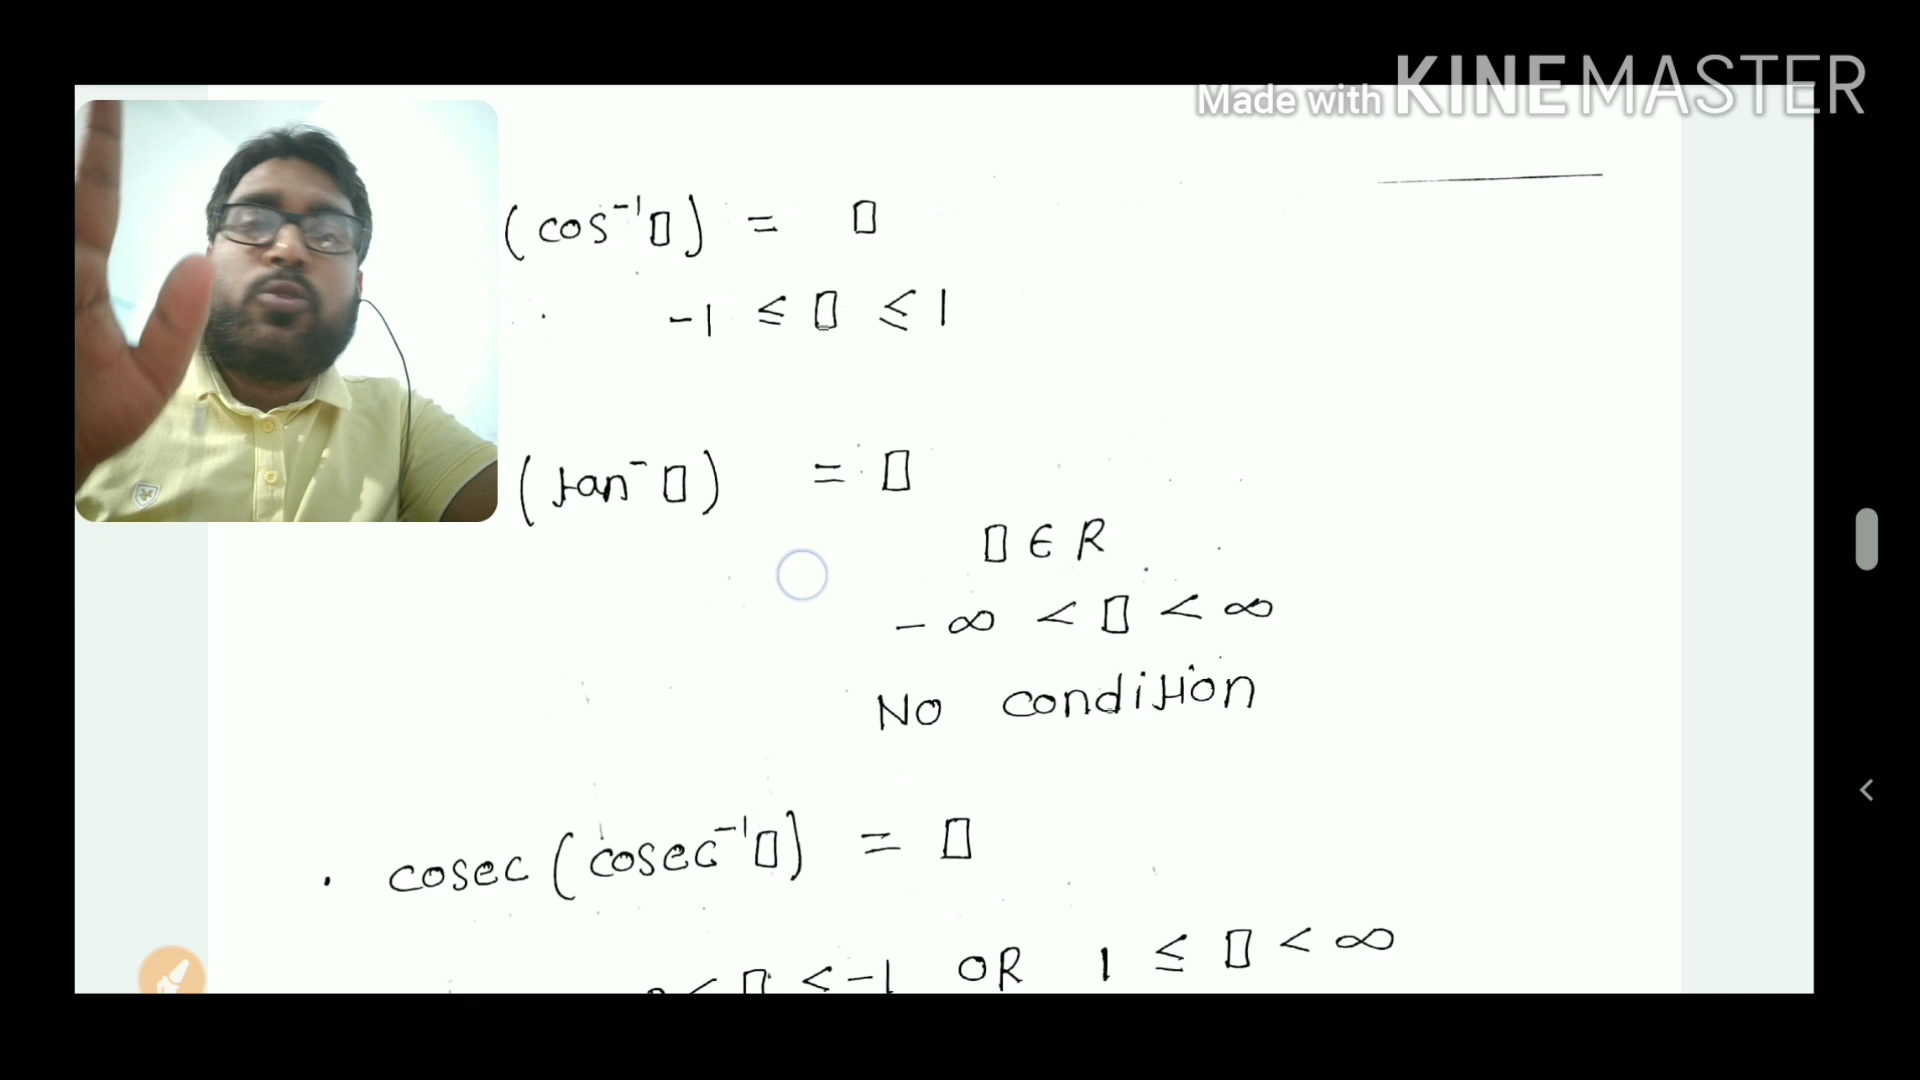 Made with KINEMASTER
(cos⁻¹▯) = ▯
-1 ≤ ▯ ≤ 1
(tan⁻▯) = ▯
▯ ∈ R
- ∞ < ▯ < ∞
No condition
. cosec (cosec⁻¹▯) = ▯
< ▯ < -1 OR 1 ≤ ▯ < ∞